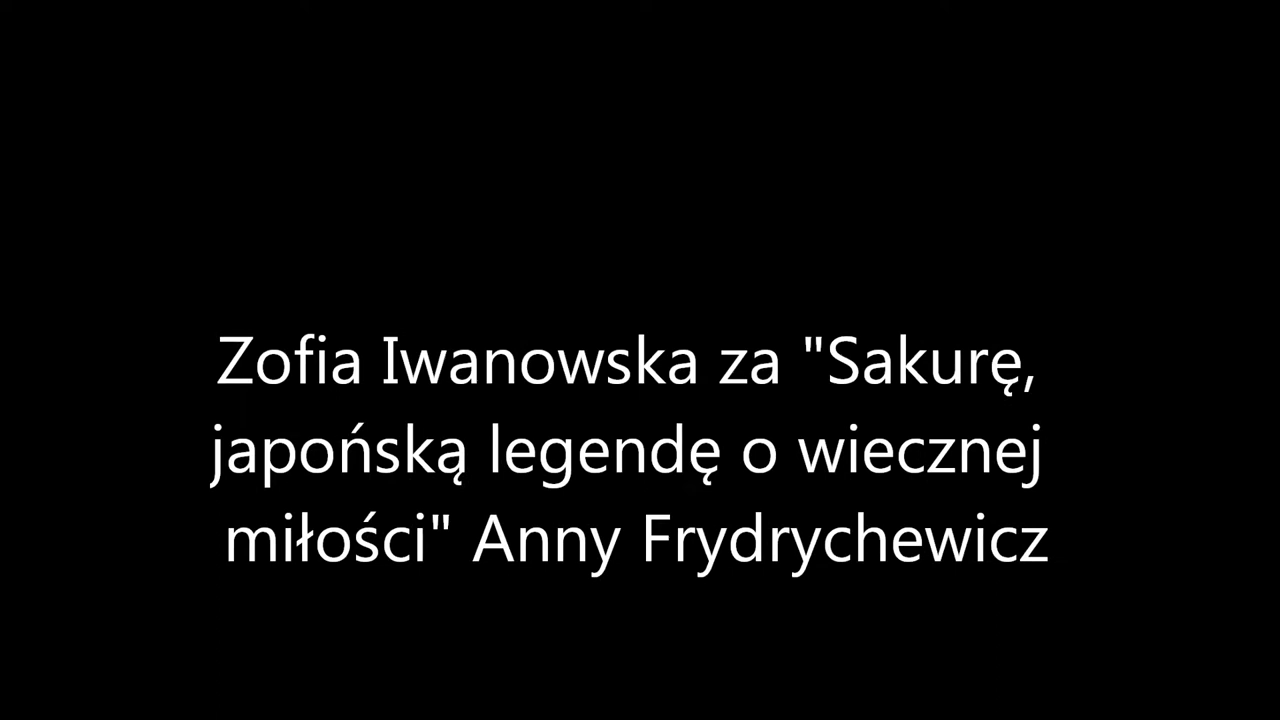 Zofia Iwanowska za "Sakurę,
japońską legendę o wiecznej
miłości" Anny Frydrychewicz